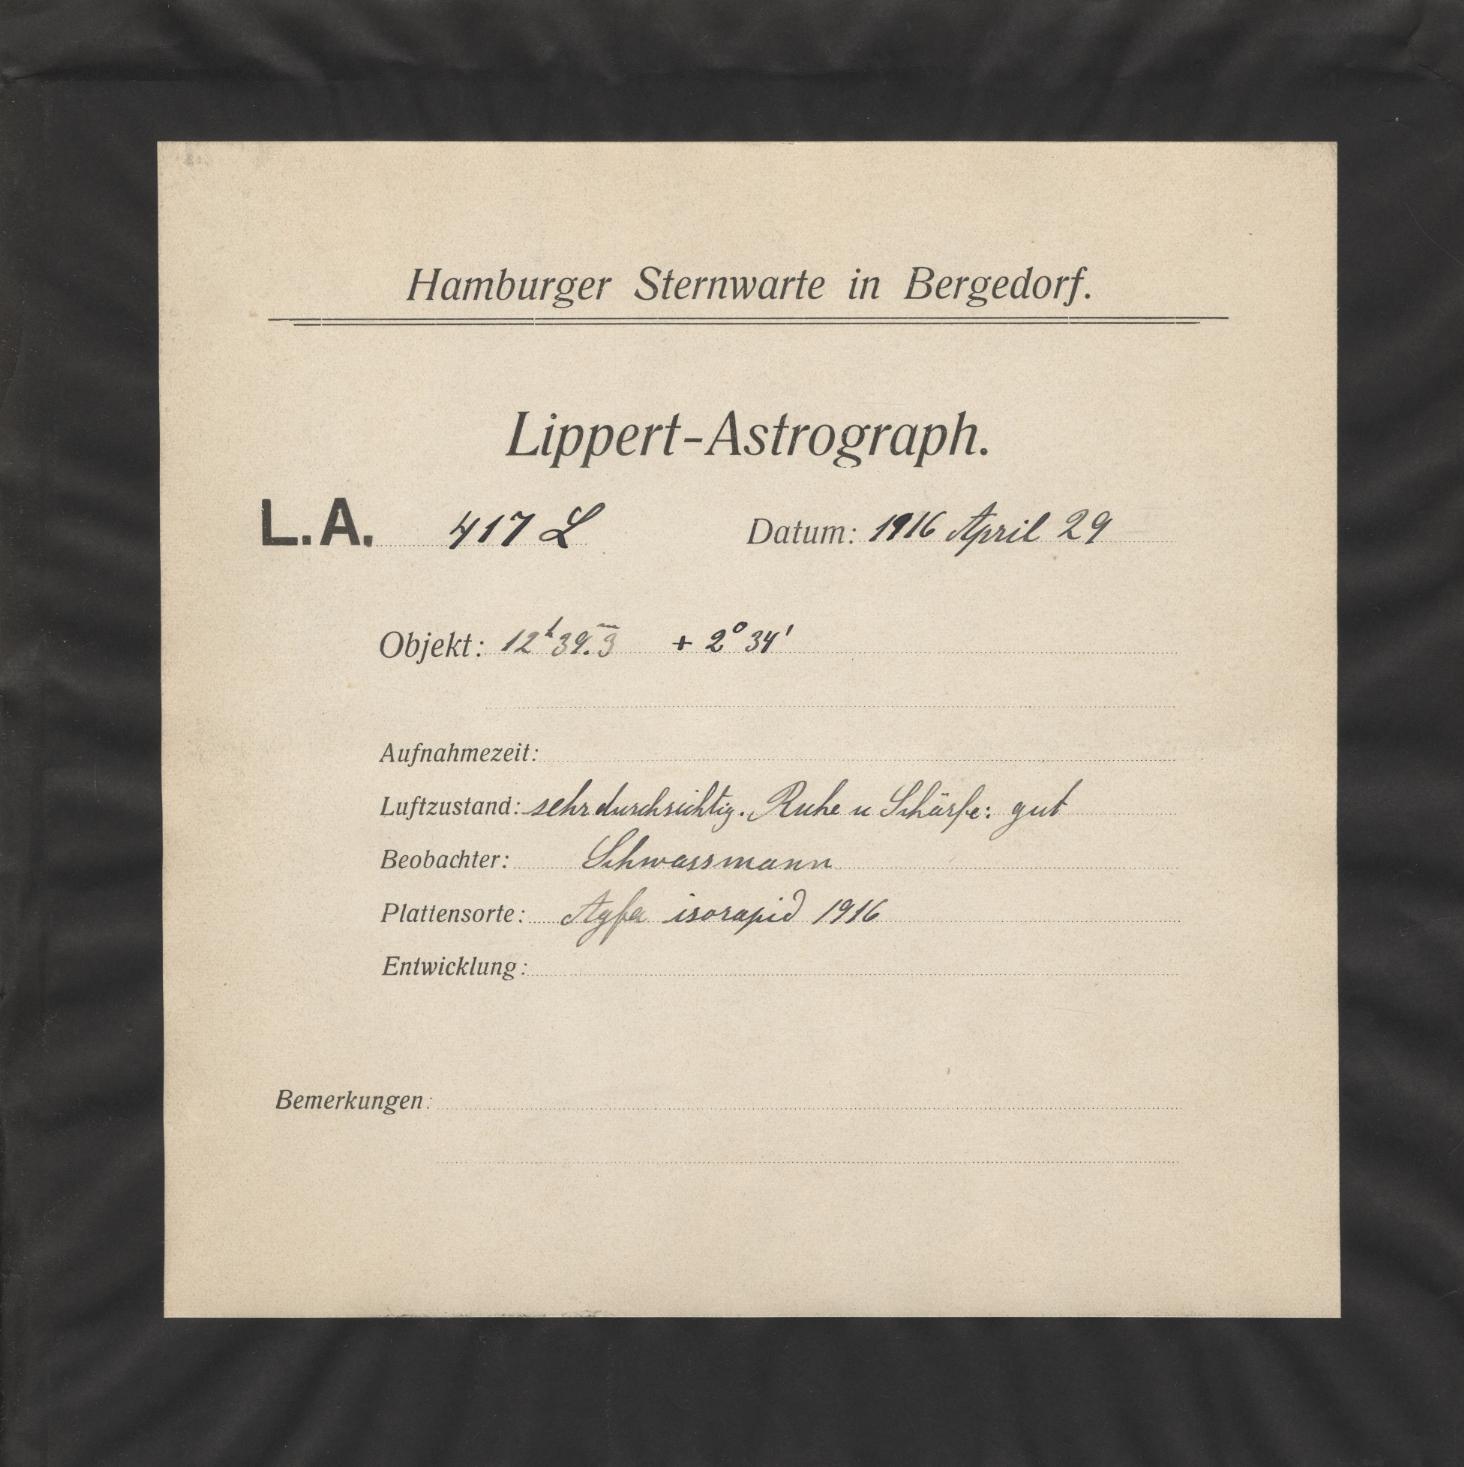 Hamburger Sternwarte in Bergedorf.
Lippert-Astrograph.
L.A. 417 L Datum: 1916 April 29
Objekt: 12h 39.m3 + 2° 34'
Aufnahmezeit:
Luftzustand: sehr durchsichtig. Ruhe u Schärfe: gut
Beobachter: Schwassmann
Plattensorte: Agfa isorapid 1916
Entwicklung:
Bemerkungen: